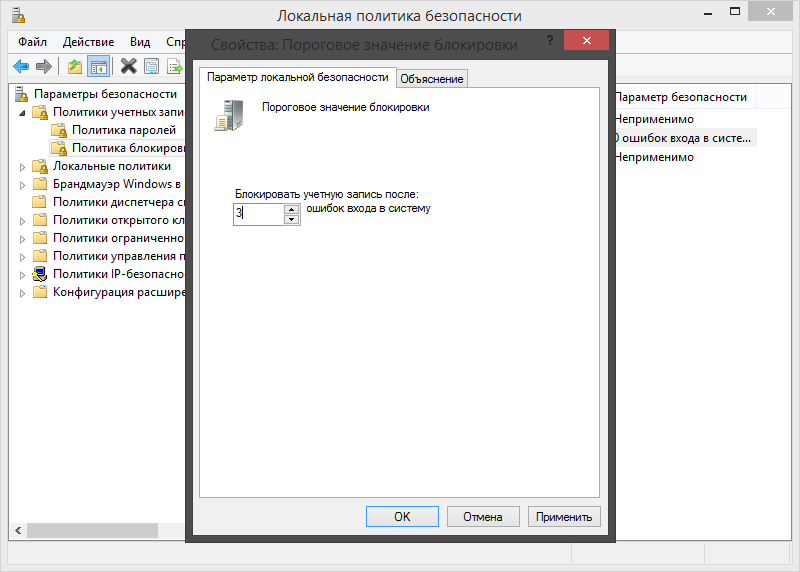 Локальная политика безопасности
Файл Действие Вид Спр
Свойства: Пороговое значение блокировки ?
Параметр локальной безопасности Объяснение
Пороговое значение блокировки
Блокировать учетную запись после:
3 ошибок входа в систему
OK Отмена Применить
Параметры безопасности
Политики учетных запи
Политика паролей
Политика блокировк
Локальные политики
Брандмауэр Windows в р
Политики диспетчера сп
Политики открытого кл
Политики ограниченно
Политики управления п
Политики IP-безопасно
Конфигурация расшире
Параметр безопасности
Неприменимо
0 ошибок входа в систе...
Неприменимо